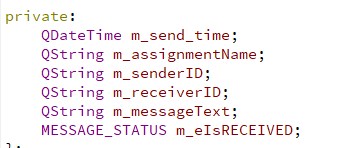 private:
    QDateTime m_send_time;
    QString m_assignmentName;
    QString m_senderID;
    QString m_receiverID;
    QString m_messageText;
    MESSAGE_STATUS m_eIsRECEIVED;
};